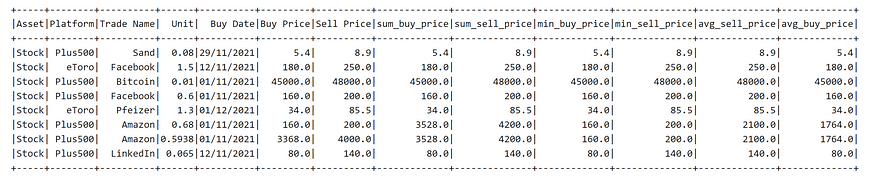 +-----+--------+----------+------+----------+---------+----------+-------------+--------------+-------------+--------------+--------------+-------------+
|Asset|Platform|Trade Name|  Unit|  Buy Date|Buy Price|Sell Price|sum_buy_price|sum_sell_price|min_buy_price|min_sell_price|avg_sell_price|avg_buy_price|
+-----+--------+----------+------+----------+---------+----------+-------------+--------------+-------------+--------------+--------------+-------------+
|Stock| Plus500|      Sand|  0.08|29/11/2021|      5.4|       8.9|          5.4|           8.9|          5.4|           8.9|           8.9|          5.4|
|Stock|   eToro|  Facebook|   1.5|12/11/2021|    180.0|     250.0|        180.0|         250.0|        180.0|         250.0|         250.0|        180.0|
|Stock| Plus500|   Bitcoin|  0.01|01/11/2021|  45000.0|   48000.0|      45000.0|       48000.0|      45000.0|       48000.0|       48000.0|      45000.0|
|Stock| Plus500|  Facebook|   0.6|01/11/2021|    160.0|     200.0|        160.0|         200.0|        160.0|         200.0|         200.0|        160.0|
|Stock|   eToro|  Pfeizer|   1.3|01/12/2021|     34.0|      85.5|         34.0|          85.5|         34.0|          85.5|          85.5|         34.0|
|Stock| Plus500|    Amazon|  0.68|01/11/2021|    160.0|     200.0|       3528.0|        4200.0|        160.0|         200.0|        2100.0|       1764.0|
|Stock| Plus500|    Amazon|0.5938|01/11/2021|   3368.0|    4000.0|       3528.0|        4200.0|        160.0|         200.0|        2100.0|       1764.0|
|Stock| Plus500|  LinkedIn| 0.065|12/11/2021|     80.0|     140.0|         80.0|         140.0|         80.0|         140.0|         140.0|         80.0|
+-----+--------+----------+------+----------+---------+----------+-------------+--------------+-------------+--------------+--------------+-------------+